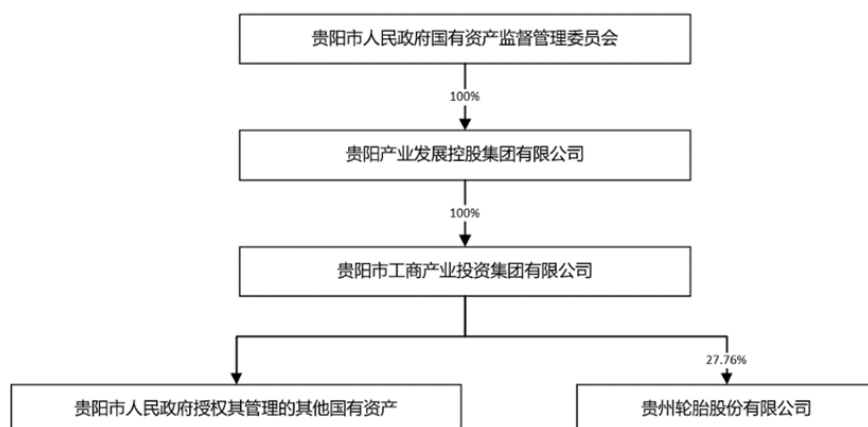 贵阳市人民政府国有资产监督管理委员会
100%
贵阳产业发展控股集团有限公司
100%
贵阳市工商产业投资集团有限公司
27.76%
贵阳市人民政府授权其管理的其他国有资产
贵州轮胎股份有限公司